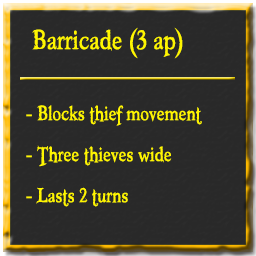 Barricade (3 ap)
- Blocks thief movement
- Three thieves wide
- Lasts 2 turns